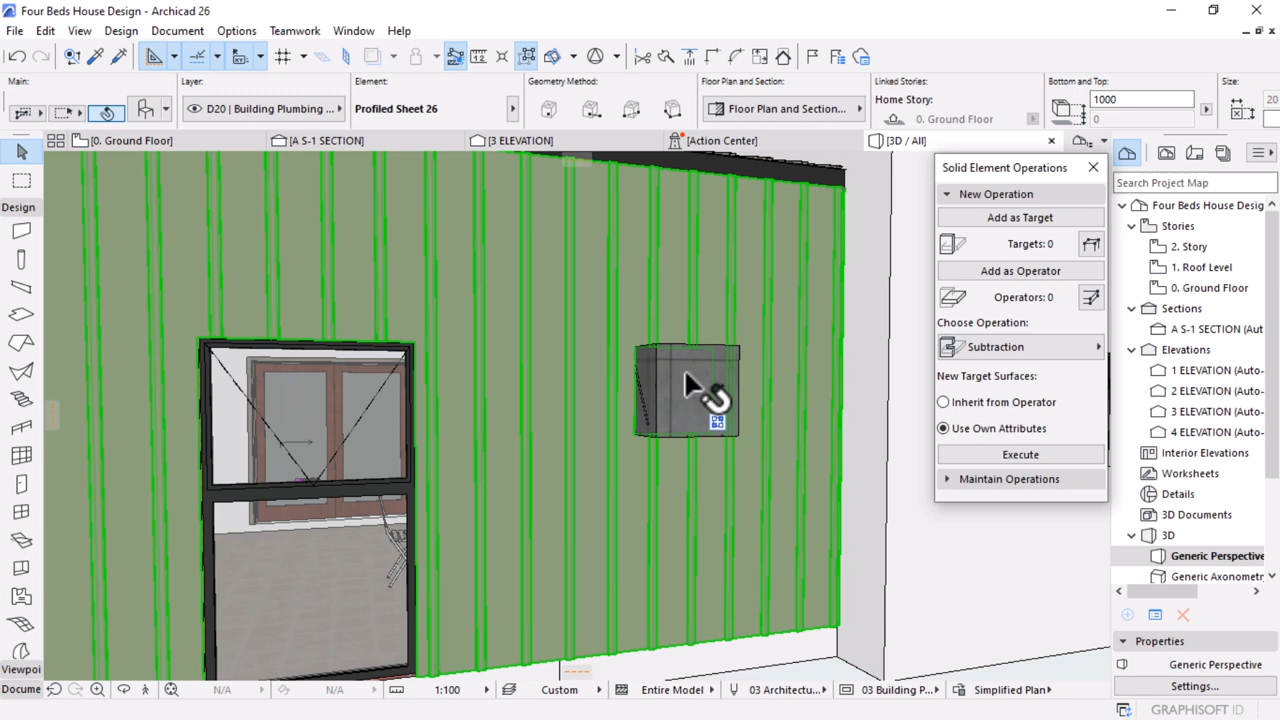 Four Beds House Design - Archicad 26
File Edit View Design Document Options Teamwork Window Help
Main:
Layer:
Element:
Geometry Method:
Floor Plan and Section:
Linked Stories:
Bottom and Top:
Size:
D20 | Building Plumbing ...
Profiled Sheet 26
Floor Plan and Section...
Home Story:
0. Ground Floor
1000
0
20
[0. Ground Floor]
[A S-1 SECTION]
[3 ELEVATION]
[Action Center]
[3D / All]
Design
Viewpoi
Docume
Solid Element Operations
New Operation
Add as Target
Targets: 0
Add as Operator
Operators: 0
Choose Operation:
Subtraction
New Target Surfaces:
Inherit from Operator
Use Own Attributes
Execute
Maintain Operations
Search Project Map
Four Beds House Desig
Stories
2. Story
1. Roof Level
0. Ground Floor
Sections
A S-1 SECTION (Aut
Elevations
1 ELEVATION (Auto-
2 ELEVATION (Auto-
3 ELEVATION (Auto-
4 ELEVATION (Auto-
Interior Elevations
Worksheets
Details
3D Documents
3D
Generic Perspective
Generic Axonometr
Properties
Generic Perspective
Settings...
GRAPHISOFT ID
N/A
N/A
1:100
Custom
Entire Model
03 Architectu...
03 Building P...
Simplified Plan